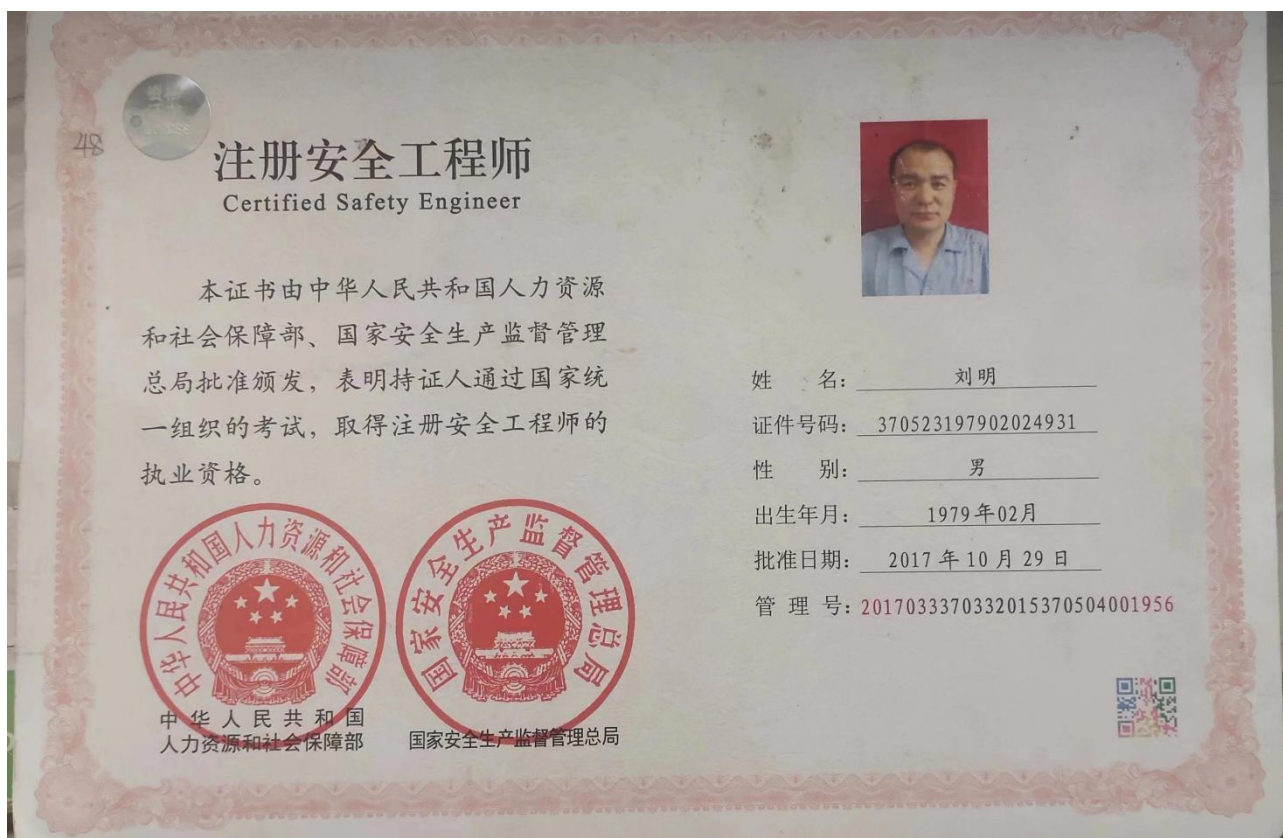 48
注册安全工程师
Certified Safety Engineer
本证书由中华人民共和国人力资源
和社会保障部、国家安全生产监督管理
总局批准颁发，表明持证人通过国家统
一组织的考试，取得注册安全工程师的
执业资格。
中华人民共和国人力资源和社会保障部
中华人民共和国
人力资源和社会保障部
国家安全生产监督管理总局
国家安全生产监督管理总局
姓 名：刘明
证件号码：370523197902024931
性 别：男
出生年月：1979年02月
批准日期：2017年10月29日
管 理 号：2017033370332015370504001956